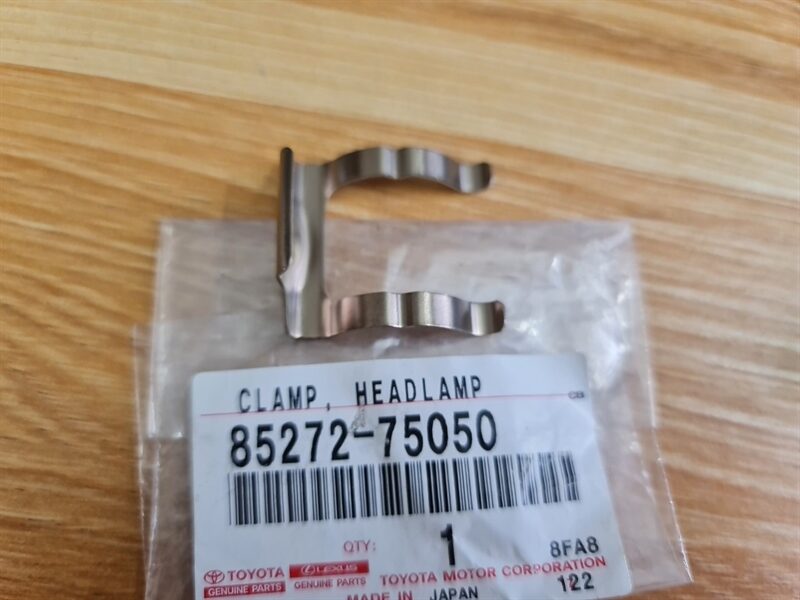 CLAMP, HEADLAMP
85272-75050
QTY: 1 8FA8
TOYOTA LEXUS TOYOTA MOTOR CORPORATION
GENUINE PARTS GENUINE PARTS 122
MADE IN JAPAN